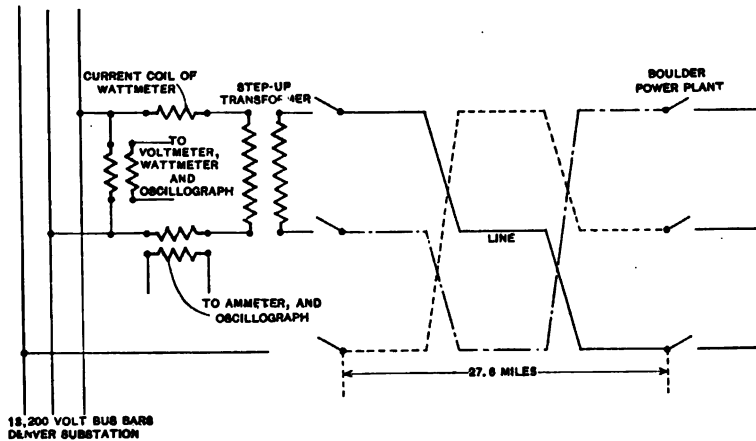 CURRENT COIL OF
WATTMETER
STEP-UP
TRANSFORMER
BOULDER
POWER PLANT
TO
VOLTMETER,
WATTMETER
AND
OSCILLOGRAPH
LINE
TO AMMETER, AND
OSCILLOGRAPH
27.6 MILES
13,200 VOLT BUS BARS
DENVER SUBSTATION